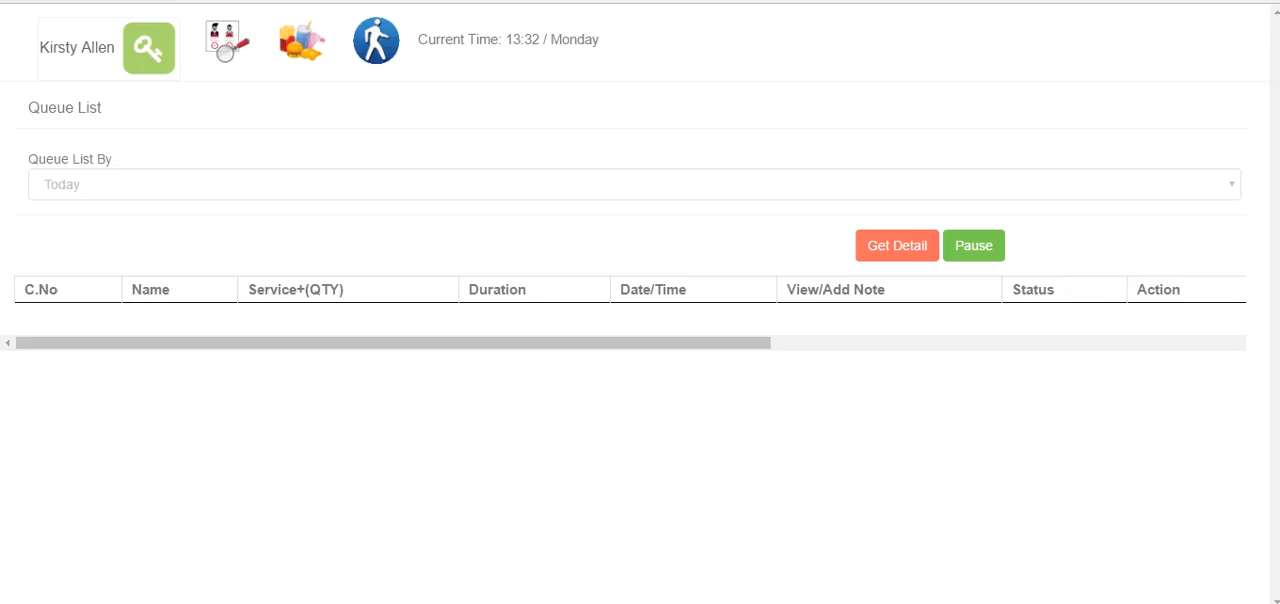 Kirsty Allen
Current Time: 13:32 / Monday
Queue List
Queue List By
Today
Get Detail Pause
C.No Name Service+(QTY) Duration Date/Time View/Add Note Status Action